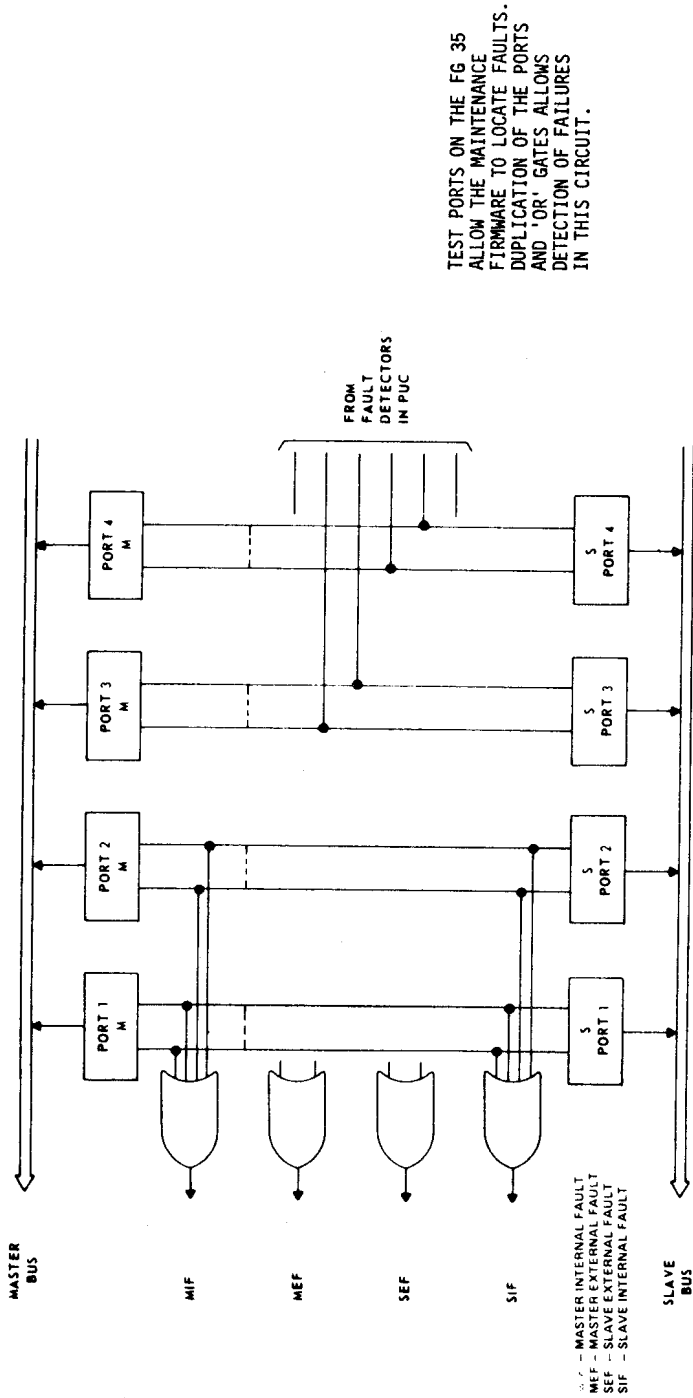 MASTER
BUS
PORT 1
M
PORT 2
M
PORT 3
M
PORT 4
M
MIF
MEF
SEF
SIF
FROM
FAULT
DETECTORS
IN PUC
S
PORT 1
S
PORT 2
S
PORT 3
S
PORT 4
SLAVE
BUS
- MASTER INTERNAL FAULT
MEF - MASTER EXTERNAL FAULT
SEF - SLAVE EXTERNAL FAULT
SIF - SLAVE INTERNAL FAULT
TEST PORTS ON THE FG 35
ALLOW THE MAINTENANCE
FIRMWARE TO LOCATE FAULTS.
DUPLICATION OF THE PORTS
AND 'OR' GATES ALLOWS
DETECTION OF FAILURES
IN THIS CIRCUIT.